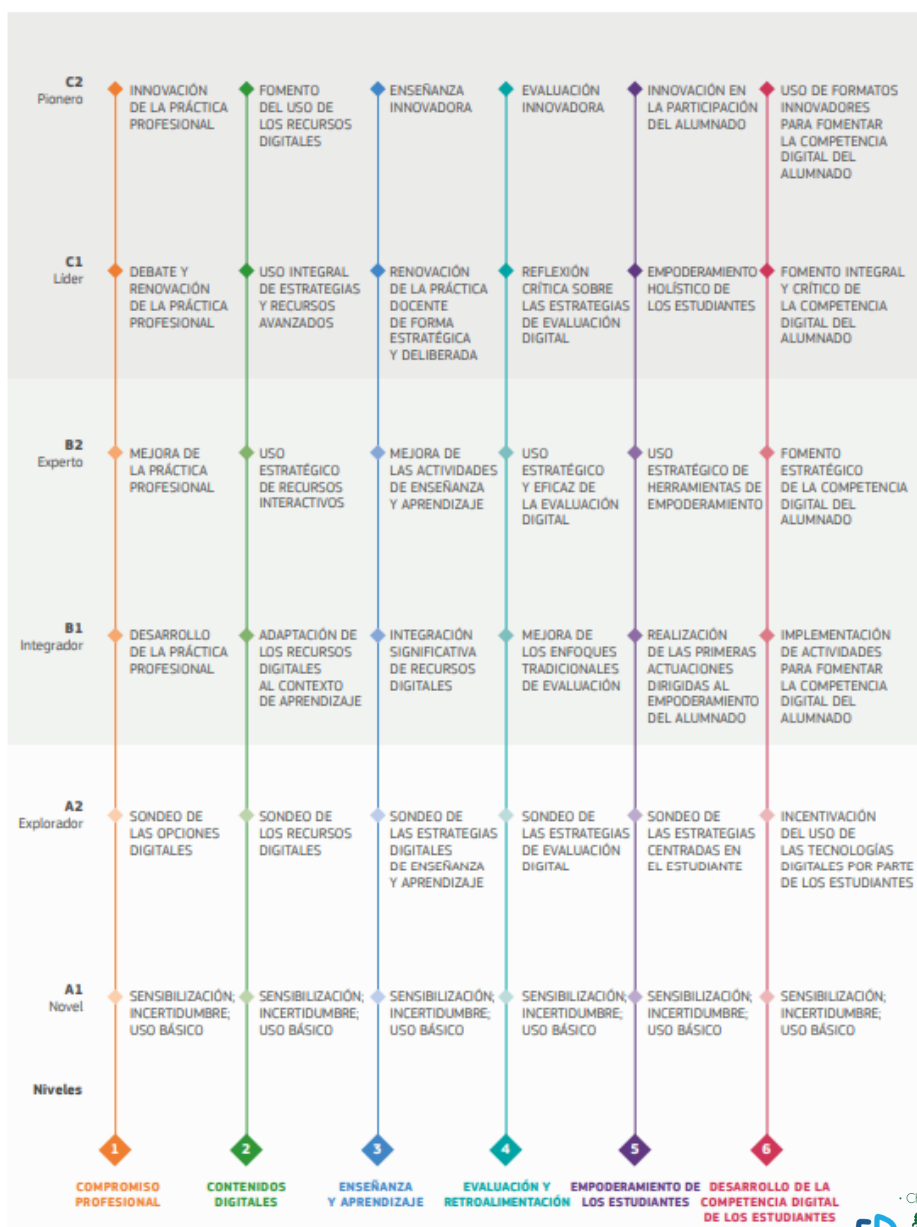 C2
Pionero
INNOVACIÓN
DE LA PRÁCTICA
PROFESIONAL
FOMENTO
DEL USO DE
LOS RECURSOS
DIGITALES
ENSEÑANZA
INNOVADORA
EVALUACIÓN
INNOVADORA
INNOVACIÓN EN
LA PARTICIPACIÓN
DEL ALUMNADO
USO DE FORMATOS
INNOVADORES
PARA FOMENTAR
LA COMPETENCIA
DIGITAL DEL
ALUMNADO
C1
Líder
DEBATE Y
RENOVACIÓN
DE LA PRÁCTICA
PROFESIONAL
USO INTEGRAL
DE ESTRATEGIAS
Y RECURSOS
AVANZADOS
RENOVACIÓN
DE LA PRÁCTICA
DOCENTE
DE FORMA
ESTRATÉGICA
Y DELIBERADA
REFLEXIÓN
CRÍTICA SOBRE
LAS ESTRATEGIAS
DE EVALUACIÓN
DIGITAL
EMPODERAMIENTO
HOLÍSTICO DE
LOS ESTUDIANTES
FOMENTO INTEGRAL
Y CRÍTICO DE
LA COMPETENCIA
DIGITAL DEL
ALUMNADO
B2
Experto
MEJORA DE
LA PRÁCTICA
PROFESIONAL
USO
ESTRATÉGICO
DE RECURSOS
INTERACTIVOS
MEJORA DE
LAS ACTIVIDADES
DE ENSEÑANZA
Y APRENDIZAJE
USO
ESTRATÉGICO
Y EFICAZ DE
LA EVALUACIÓN
DIGITAL
USO
ESTRATÉGICO DE
HERRAMIENTAS DE
EMPODERAMIENTO
FOMENTO
ESTRATÉGICO
DE LA COMPETENCIA
DIGITAL DEL
ALUMNADO
B1
Integrador
DESARROLLO
DE LA PRÁCTICA
PROFESIONAL
ADAPTACIÓN DE
LOS RECURSOS
DIGITALES
AL CONTEXTO
DE APRENDIZAJE
INTEGRACIÓN
SIGNIFICATIVA
DE RECURSOS
DIGITALES
MEJORA DE
LOS ENFOQUES
TRADICIONALES
DE EVALUACIÓN
REALIZACIÓN
DE LAS PRIMERAS
ACTUACIONES
DIRIGIDAS AL
EMPODERAMIENTO
DEL ALUMNADO
IMPLEMENTACIÓN
DE ACTIVIDADES
PARA FOMENTAR
LA COMPETENCIA
DIGITAL DEL
ALUMNADO
A2
Explorador
SONDEO DE
LAS OPCIONES
DIGITALES
SONDEO DE
LOS RECURSOS
DIGITALES
SONDEO DE
LAS ESTRATEGIAS
DIGITALES
DE ENSEÑANZA
Y APRENDIZAJE
SONDEO DE
LAS ESTRATEGIAS
DE EVALUACIÓN
DIGITAL
SONDEO DE
LAS ESTRATEGIAS
CENTRADAS EN
EL ESTUDIANTE
INCENTIVACIÓN
DEL USO DE
LAS TECNOLOGÍAS
DIGITALES POR PARTE
DE LOS ESTUDIANTES
A1
Novel
SENSIBILIZACIÓN;
INCERTIDUMBRE;
USO BÁSICO
SENSIBILIZACIÓN;
INCERTIDUMBRE;
USO BÁSICO
SENSIBILIZACIÓN;
INCERTIDUMBRE;
USO BÁSICO
SENSIBILIZACIÓN;
INCERTIDUMBRE;
USO BÁSICO
SENSIBILIZACIÓN;
INCERTIDUMBRE;
USO BÁSICO
SENSIBILIZACIÓN;
INCERTIDUMBRE;
USO BÁSICO
Niveles
1
COMPROMISO
PROFESIONAL
2
CONTENIDOS
DIGITALES
3
ENSEÑANZA
Y APRENDIZAJE
4
EVALUACIÓN Y
RETROALIMENTACIÓN
5
EMPODERAMIENTO DE
LOS ESTUDIANTES
6
DESARROLLO DE LA
COMPETENCIA DIGITAL
DE LOS ESTUDIANTES